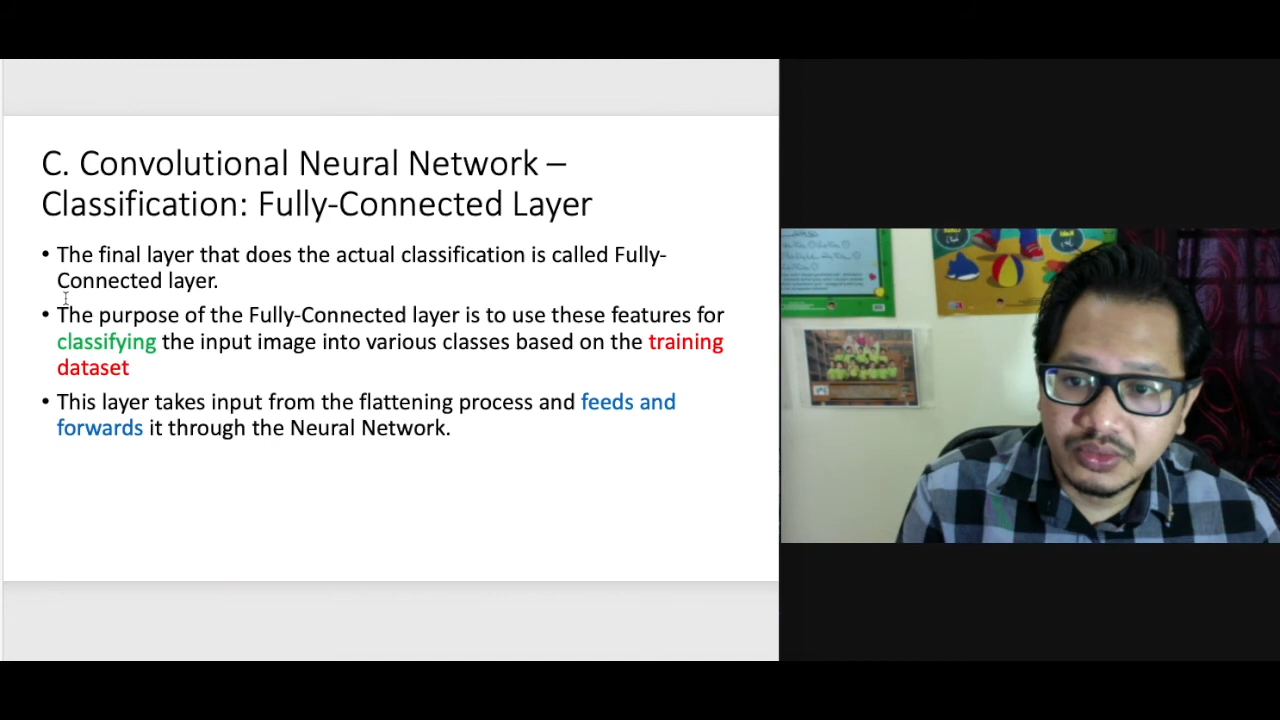 C. Convolutional Neural Network –
Classification: Fully-Connected Layer
• The final layer that does the actual classification is called Fully-
Connected layer.
• The purpose of the Fully-Connected layer is to use these features for
classifying the input image into various classes based on the training
dataset
• This layer takes input from the flattening process and feeds and
forwards it through the Neural Network.